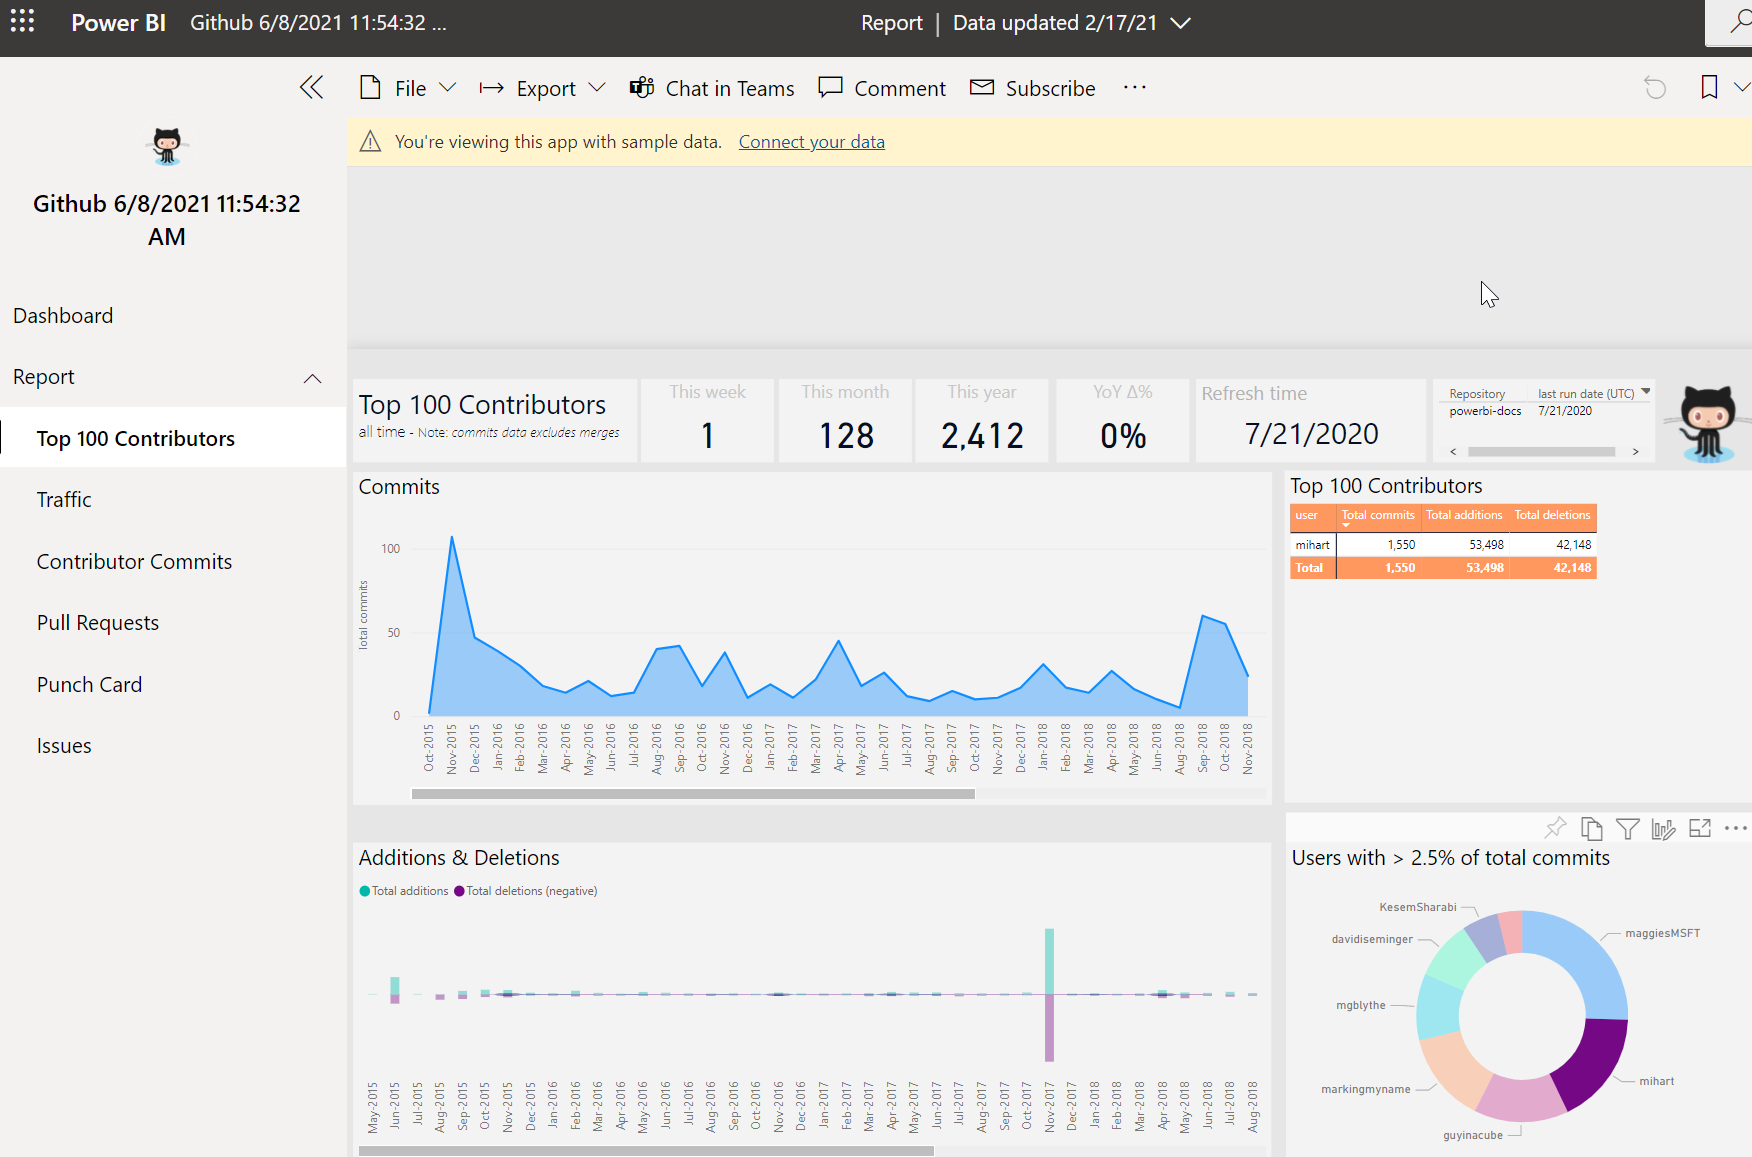 Power BI
Github 6/8/2021 11:54:32 ...
Report | Data updated 2/17/21
File
Export
Chat in Teams
Comment
Subscribe
You're viewing this app with sample data. Connect your data
Github 6/8/2021 11:54:32
AM
Dashboard
Report
Top 100 Contributors
Traffic
Contributor Commits
Pull Requests
Punch Card
Issues
Top 100 Contributors
all time - Note: commits data excludes merges
This week
1
This month
128
This year
2,412
YoY Δ%
0%
Refresh time
7/21/2020
Repository last run date (UTC)
powerbi-docs 7/21/2020
Commits
Total commits
100
50
0
Oct-2015
Nov-2015
Dec-2015
Jan-2016
Feb-2016
Mar-2016
Apr-2016
May-2016
Jun-2016
Jul-2016
Aug-2016
Sep-2016
Oct-2016
Nov-2016
Dec-2016
Jan-2017
Feb-2017
Mar-2017
Apr-2017
May-2017
Jun-2017
Jul-2017
Aug-2017
Sep-2017
Oct-2017
Nov-2017
Dec-2017
Jan-2018
Feb-2018
Mar-2018
Apr-2018
May-2018
Jun-2018
Aug-2018
Sep-2018
Oct-2018
Nov-2018
Top 100 Contributors
user Total commits Total additions Total deletions
mihart 1,550 53,498 42,148
Total 1,550 53,498 42,148
Additions & Deletions
Total additions Total deletions (negative)
May-2015
Jun-2015
Jul-2015
Aug-2015
Sep-2015
Oct-2015
Nov-2015
Dec-2015
Jan-2016
Feb-2016
Mar-2016
Apr-2016
May-2016
Jun-2016
Jul-2016
Aug-2016
Sep-2016
Oct-2016
Nov-2016
Dec-2016
Jan-2017
Feb-2017
Mar-2017
Apr-2017
May-2017
Jun-2017
Jul-2017
Aug-2017
Sep-2017
Oct-2017
Nov-2017
Dec-2017
Jan-2018
Feb-2018
Mar-2018
Apr-2018
May-2018
Jun-2018
Jul-2018
Aug-2018
Users with > 2.5% of total commits
KesemSharabi
maggiesMSFT
davidiseminger
mgblythe
markingmyname
mihart
guyinacube